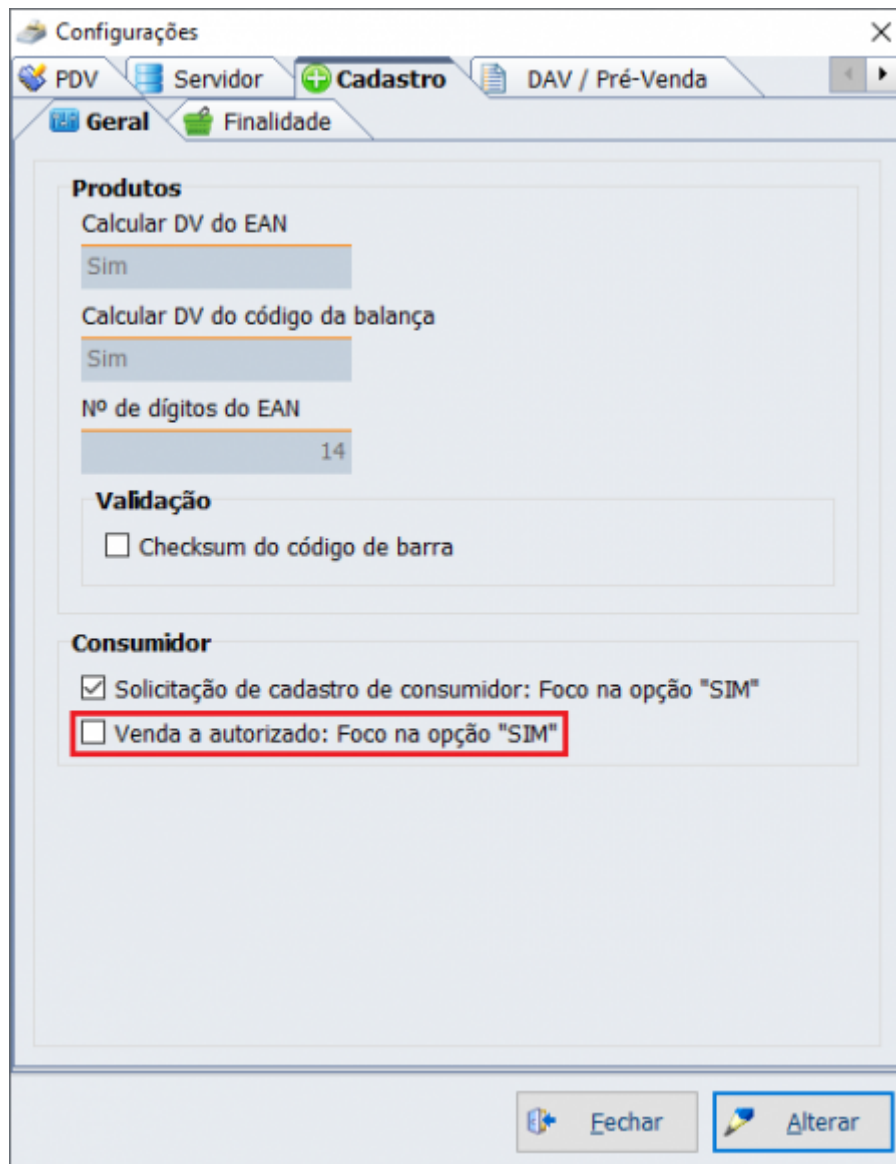 Configurações
PDV Servidor Cadastro DAV / Pré-Venda
Geral Finalidade
Produtos
Calcular DV do EAN
Sim
Calcular DV do código da balança
Sim
Nº de dígitos do EAN
14
Validação
Checksum do código de barra
Consumidor
Solicitação de cadastro de consumidor: Foco na opção "SIM"
Venda a autorizado: Foco na opção "SIM"
Fechar Alterar